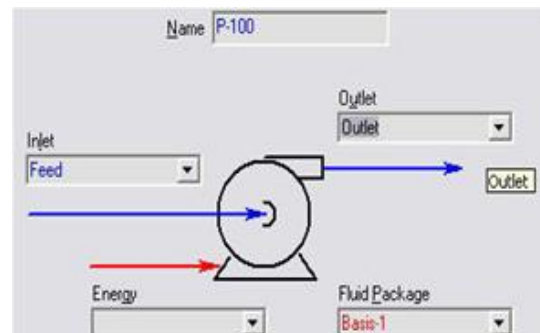 Name P-100
Outlet
Outlet
Inlet
Feed
Outlet
Energy
Fluid Package
Basis-1